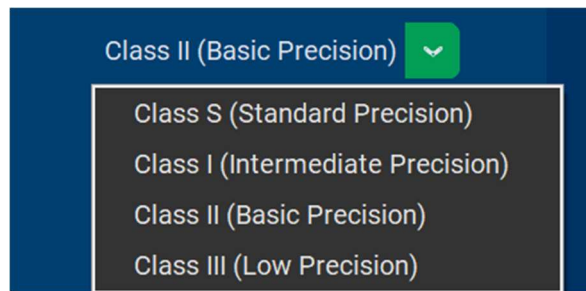 Class II (Basic Precision)
Class S (Standard Precision)
Class I (Intermediate Precision)
Class II (Basic Precision)
Class III (Low Precision)